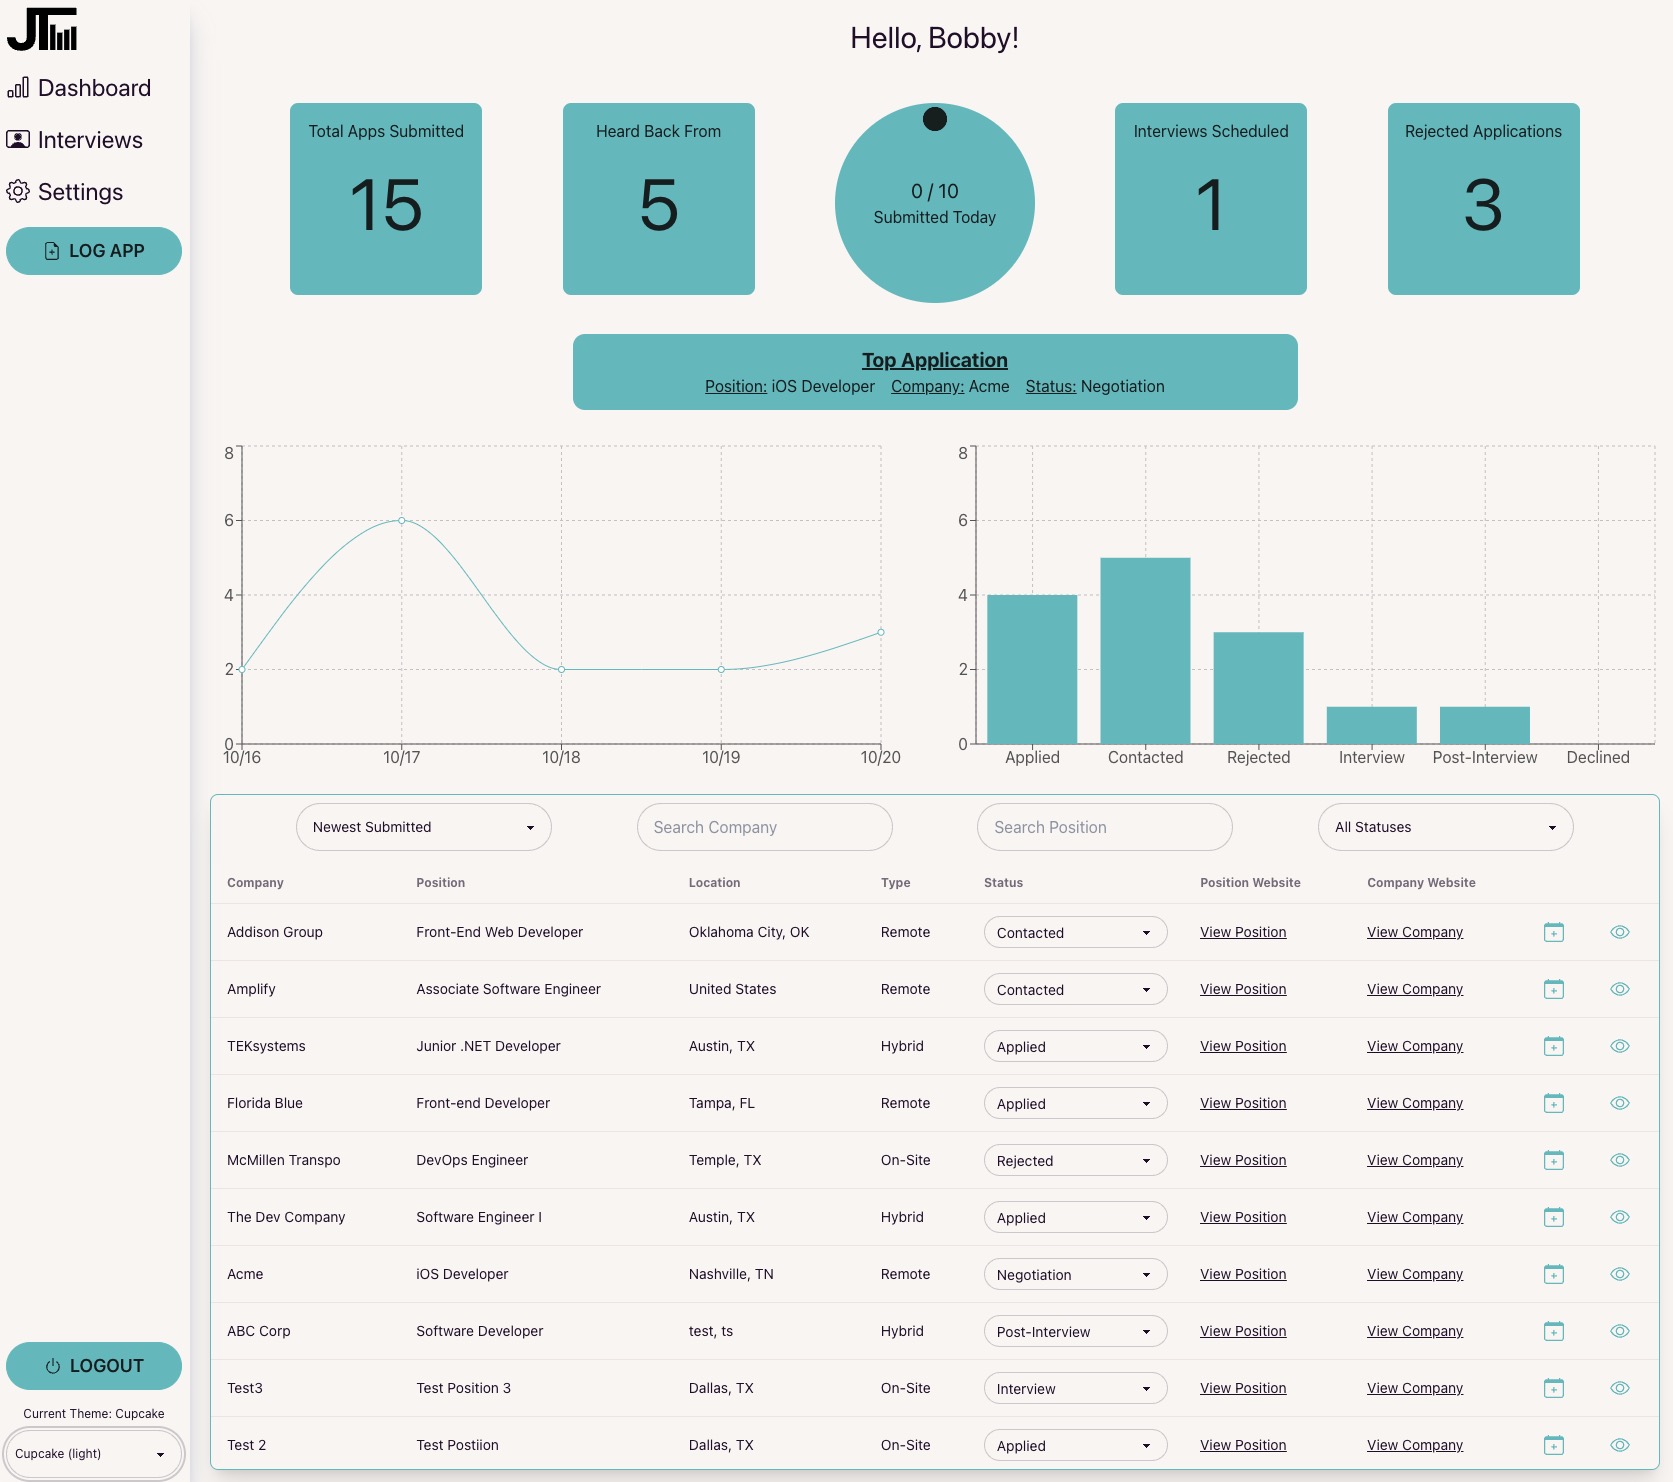 JT
Dashboard
Interviews
Settings
LOG APP
LOGOUT
Current Theme: Cupcake
Cupcake (light)
Hello, Bobby!
Total Apps Submitted
15
Heard Back From
5
0 / 10
Submitted Today
Interviews Scheduled
1
Rejected Applications
3
Top Application
Position: iOS Developer Company: Acme Status: Negotiation
8
6
4
2
0
10/16 10/17 10/18 10/19 10/20
8
6
4
2
0
Applied Contacted Rejected Interview Post-Interview Declined
Newest Submitted Search Company Search Position All Statuses
Company Position Location Type Status Position Website Company Website
Addison Group Front-End Web Developer Oklahoma City, OK Remote Contacted View Position View Company
Amplify Associate Software Engineer United States Remote Contacted View Position View Company
TEKsystems Junior .NET Developer Austin, TX Hybrid Applied View Position View Company
Florida Blue Front-end Developer Tampa, FL Remote Applied View Position View Company
McMillen Transpo DevOps Engineer Temple, TX On-Site Rejected View Position View Company
The Dev Company Software Engineer I Austin, TX Hybrid Applied View Position View Company
Acme iOS Developer Nashville, TN Remote Negotiation View Position View Company
ABC Corp Software Developer test, ts Hybrid Post-Interview View Position View Company
Test3 Test Position 3 Dallas, TX On-Site Interview View Position View Company
Test 2 Test Postiion Dallas, TX On-Site Applied View Position View Company